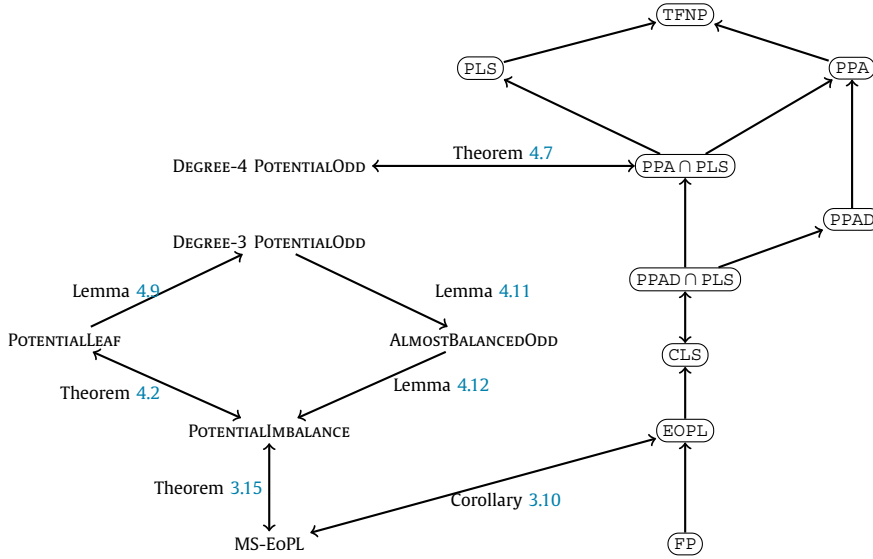 TFNP
PLS
PPA
Theorem 4.7
DEGREE-4 POTENTIALODD
PPA ∩ PLS
PPAD
DEGREE-3 POTENTIALODD
PPAD ∩ PLS
Lemma 4.9
Lemma 4.11
POTENTIALLEAF
ALMOSTBALANCEDODD
CLS
Theorem 4.2
Lemma 4.12
POTENTIALIMBALANCE
EOPL
Theorem 3.15
Corollary 3.10
MS-EOPL
FP